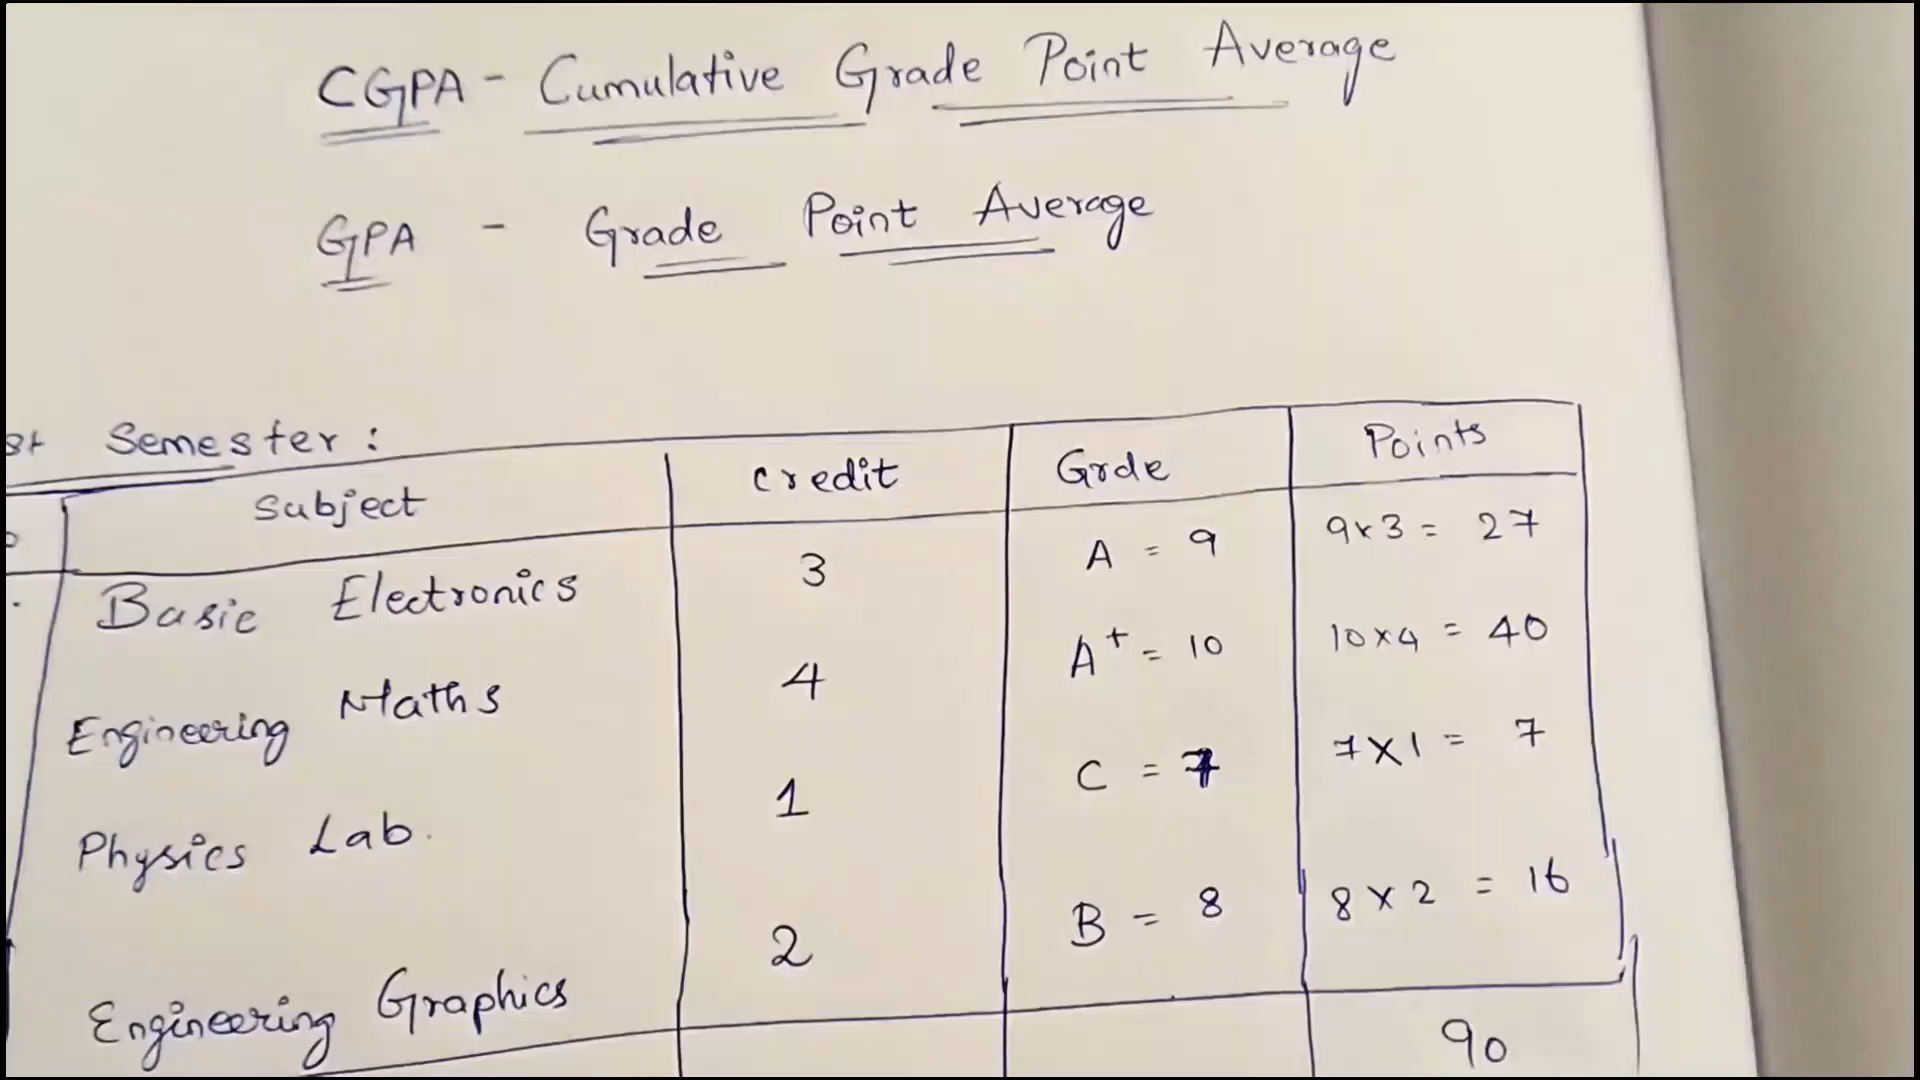 CGPA - Cumulative Grade Point Average
GPA - Grade Point Average
st Semester:
Subject credit Grde Points
Basic Electronics 3 A = 9 9x3 = 27
Engineering Maths 4 A+ = 10 10x4 = 40
Physics Lab. 1 C = 7 7x1 = 7
Engineering Graphics 2 B = 8 8x2 = 16
90